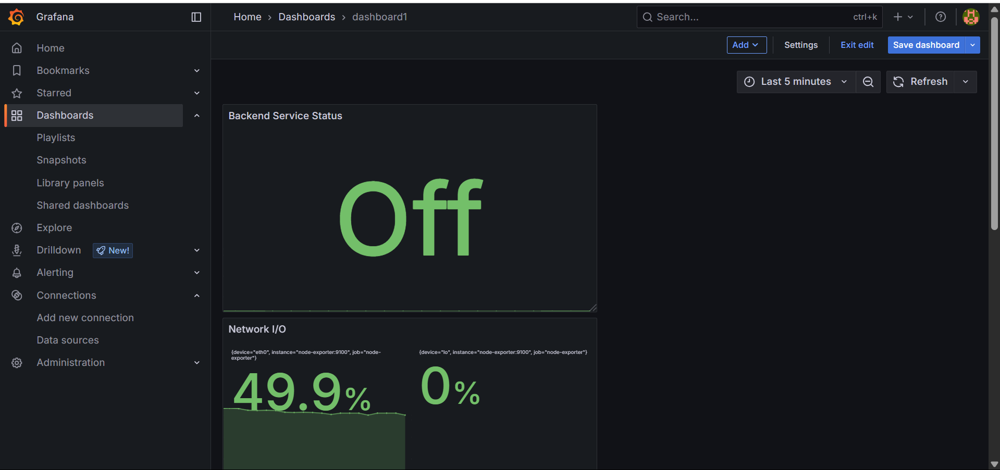 Grafana
Home › Dashboards › dashboard1
Search...
ctrl+k
Add
Settings
Exit edit
Save dashboard
Home
Bookmarks
Starred
Dashboards
Playlists
Snapshots
Library panels
Shared dashboards
Explore
Drilldown
New!
Alerting
Connections
Add new connection
Data sources
Administration
Last 5 minutes
Refresh
Backend Service Status
Off
Network I/O
{device="eth0", instance="node-exporter:9100", job="node-
exporter"}
49.9%
{device="lo", instance="node-exporter:9100", job="node-exporter"}
0%